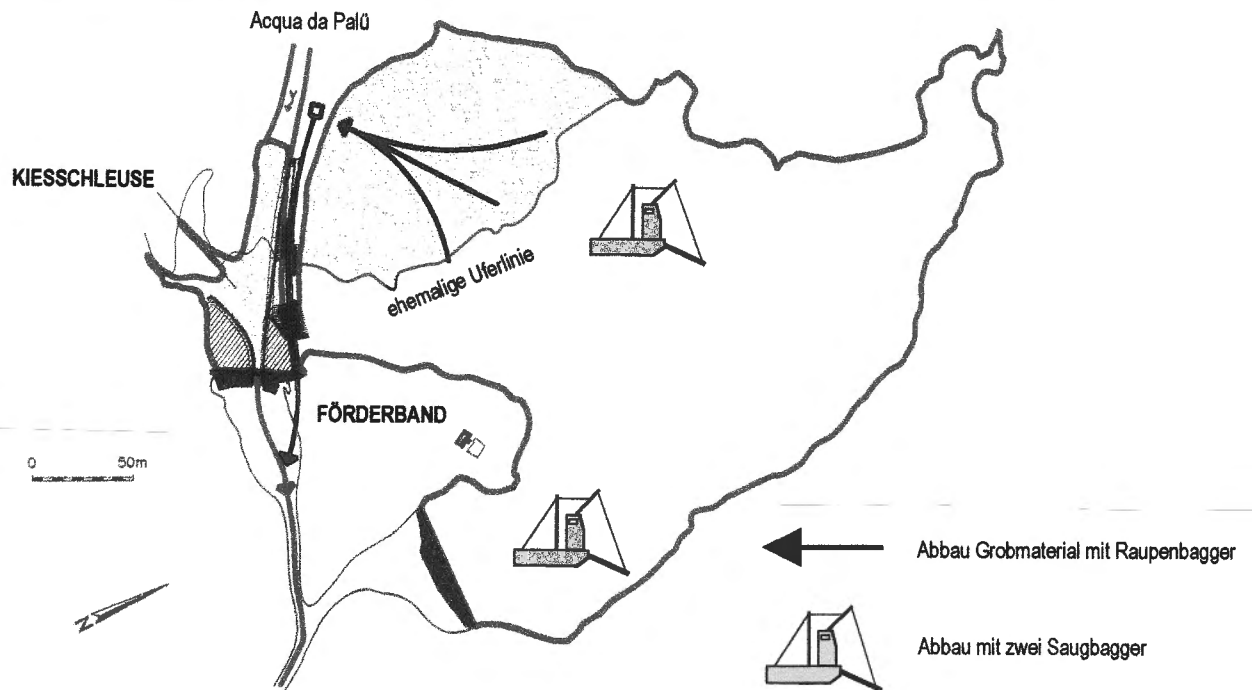 Acqua da Palü
KIESSCHLEUSE
ehemalige Uferlinie
FÖRDERBAND
0 50m
N
Abbau Grobmaterial mit Raupenbagger
Abbau mit zwei Saugbagger